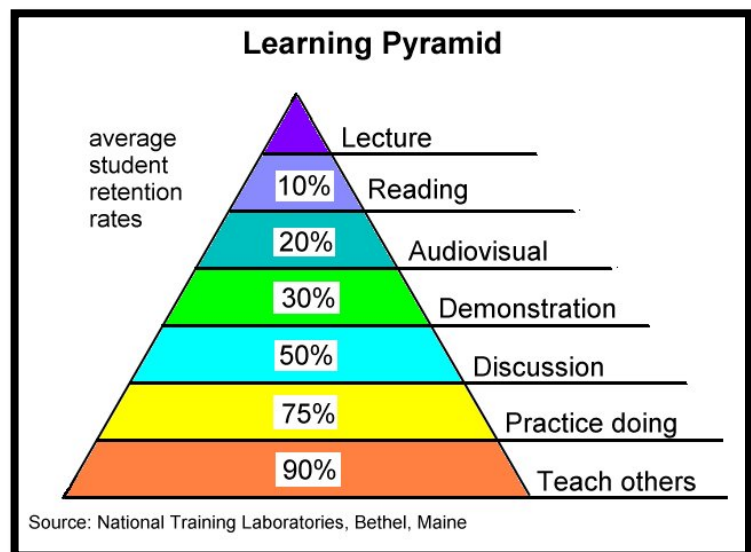 Learning Pyramid
average
student
retention
rates
Lecture
10% Reading
20% Audiovisual
30% Demonstration
50% Discussion
75% Practice doing
90% Teach others
Source: National Training Laboratories, Bethel, Maine